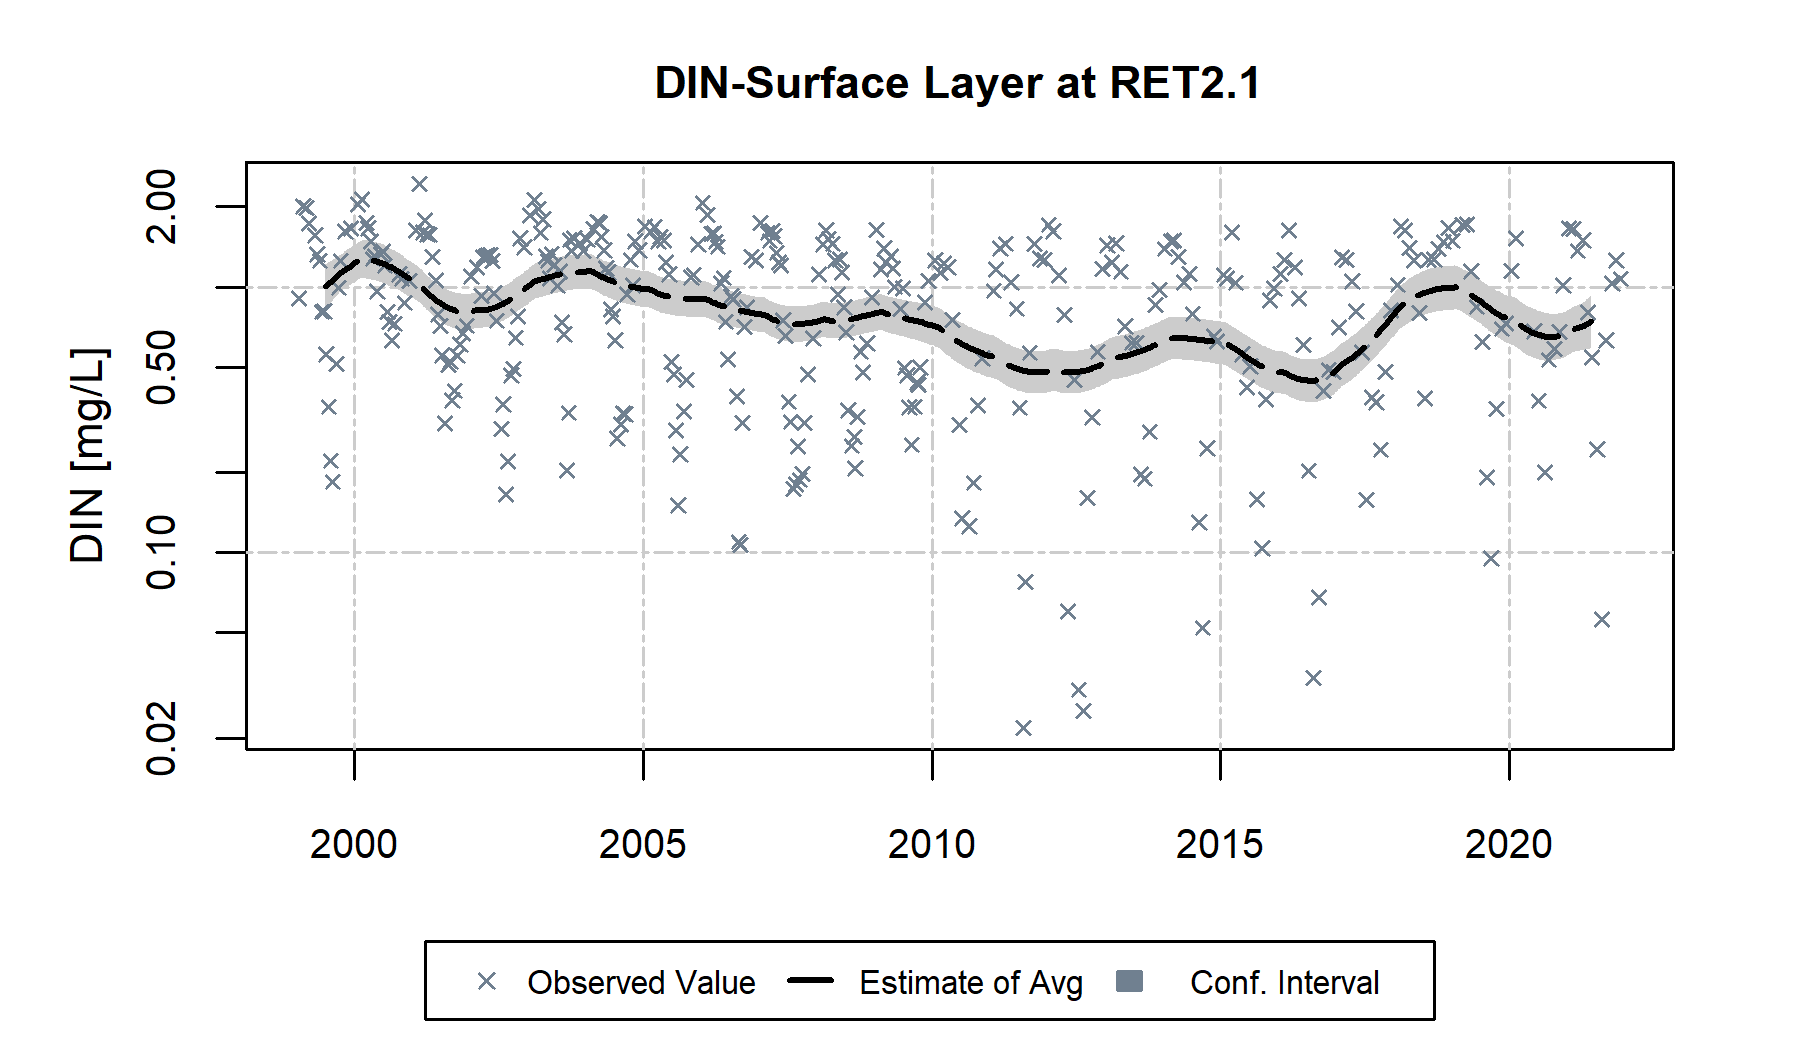 DIN-Surface Layer at RET2.1
DIN [mg/L]
2.00
0.50
0.10
0.02
2000 2005 2010 2015 2020
Observed Value Estimate of Avg Conf. Interval